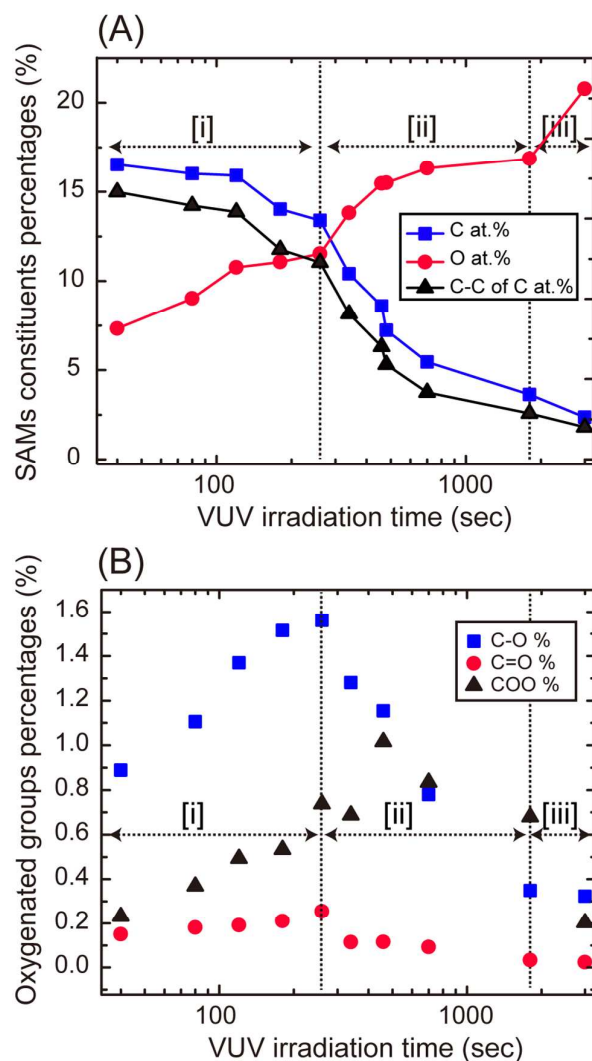 (A)
SAMs constituents percentages (%)
20
15
10
5
0
[i]
[ii]
[iii]
C at.%
O at.%
C-C of C at.%
100
1000
VUV irradiation time (sec)
(B)
Oxygenated groups percentages (%)
1.6
1.4
1.2
1.0
0.8
0.6
0.4
0.2
0.0
C-O %
C=O %
COO %
[i]
[ii]
[iii]
100
1000
VUV irradiation time (sec)